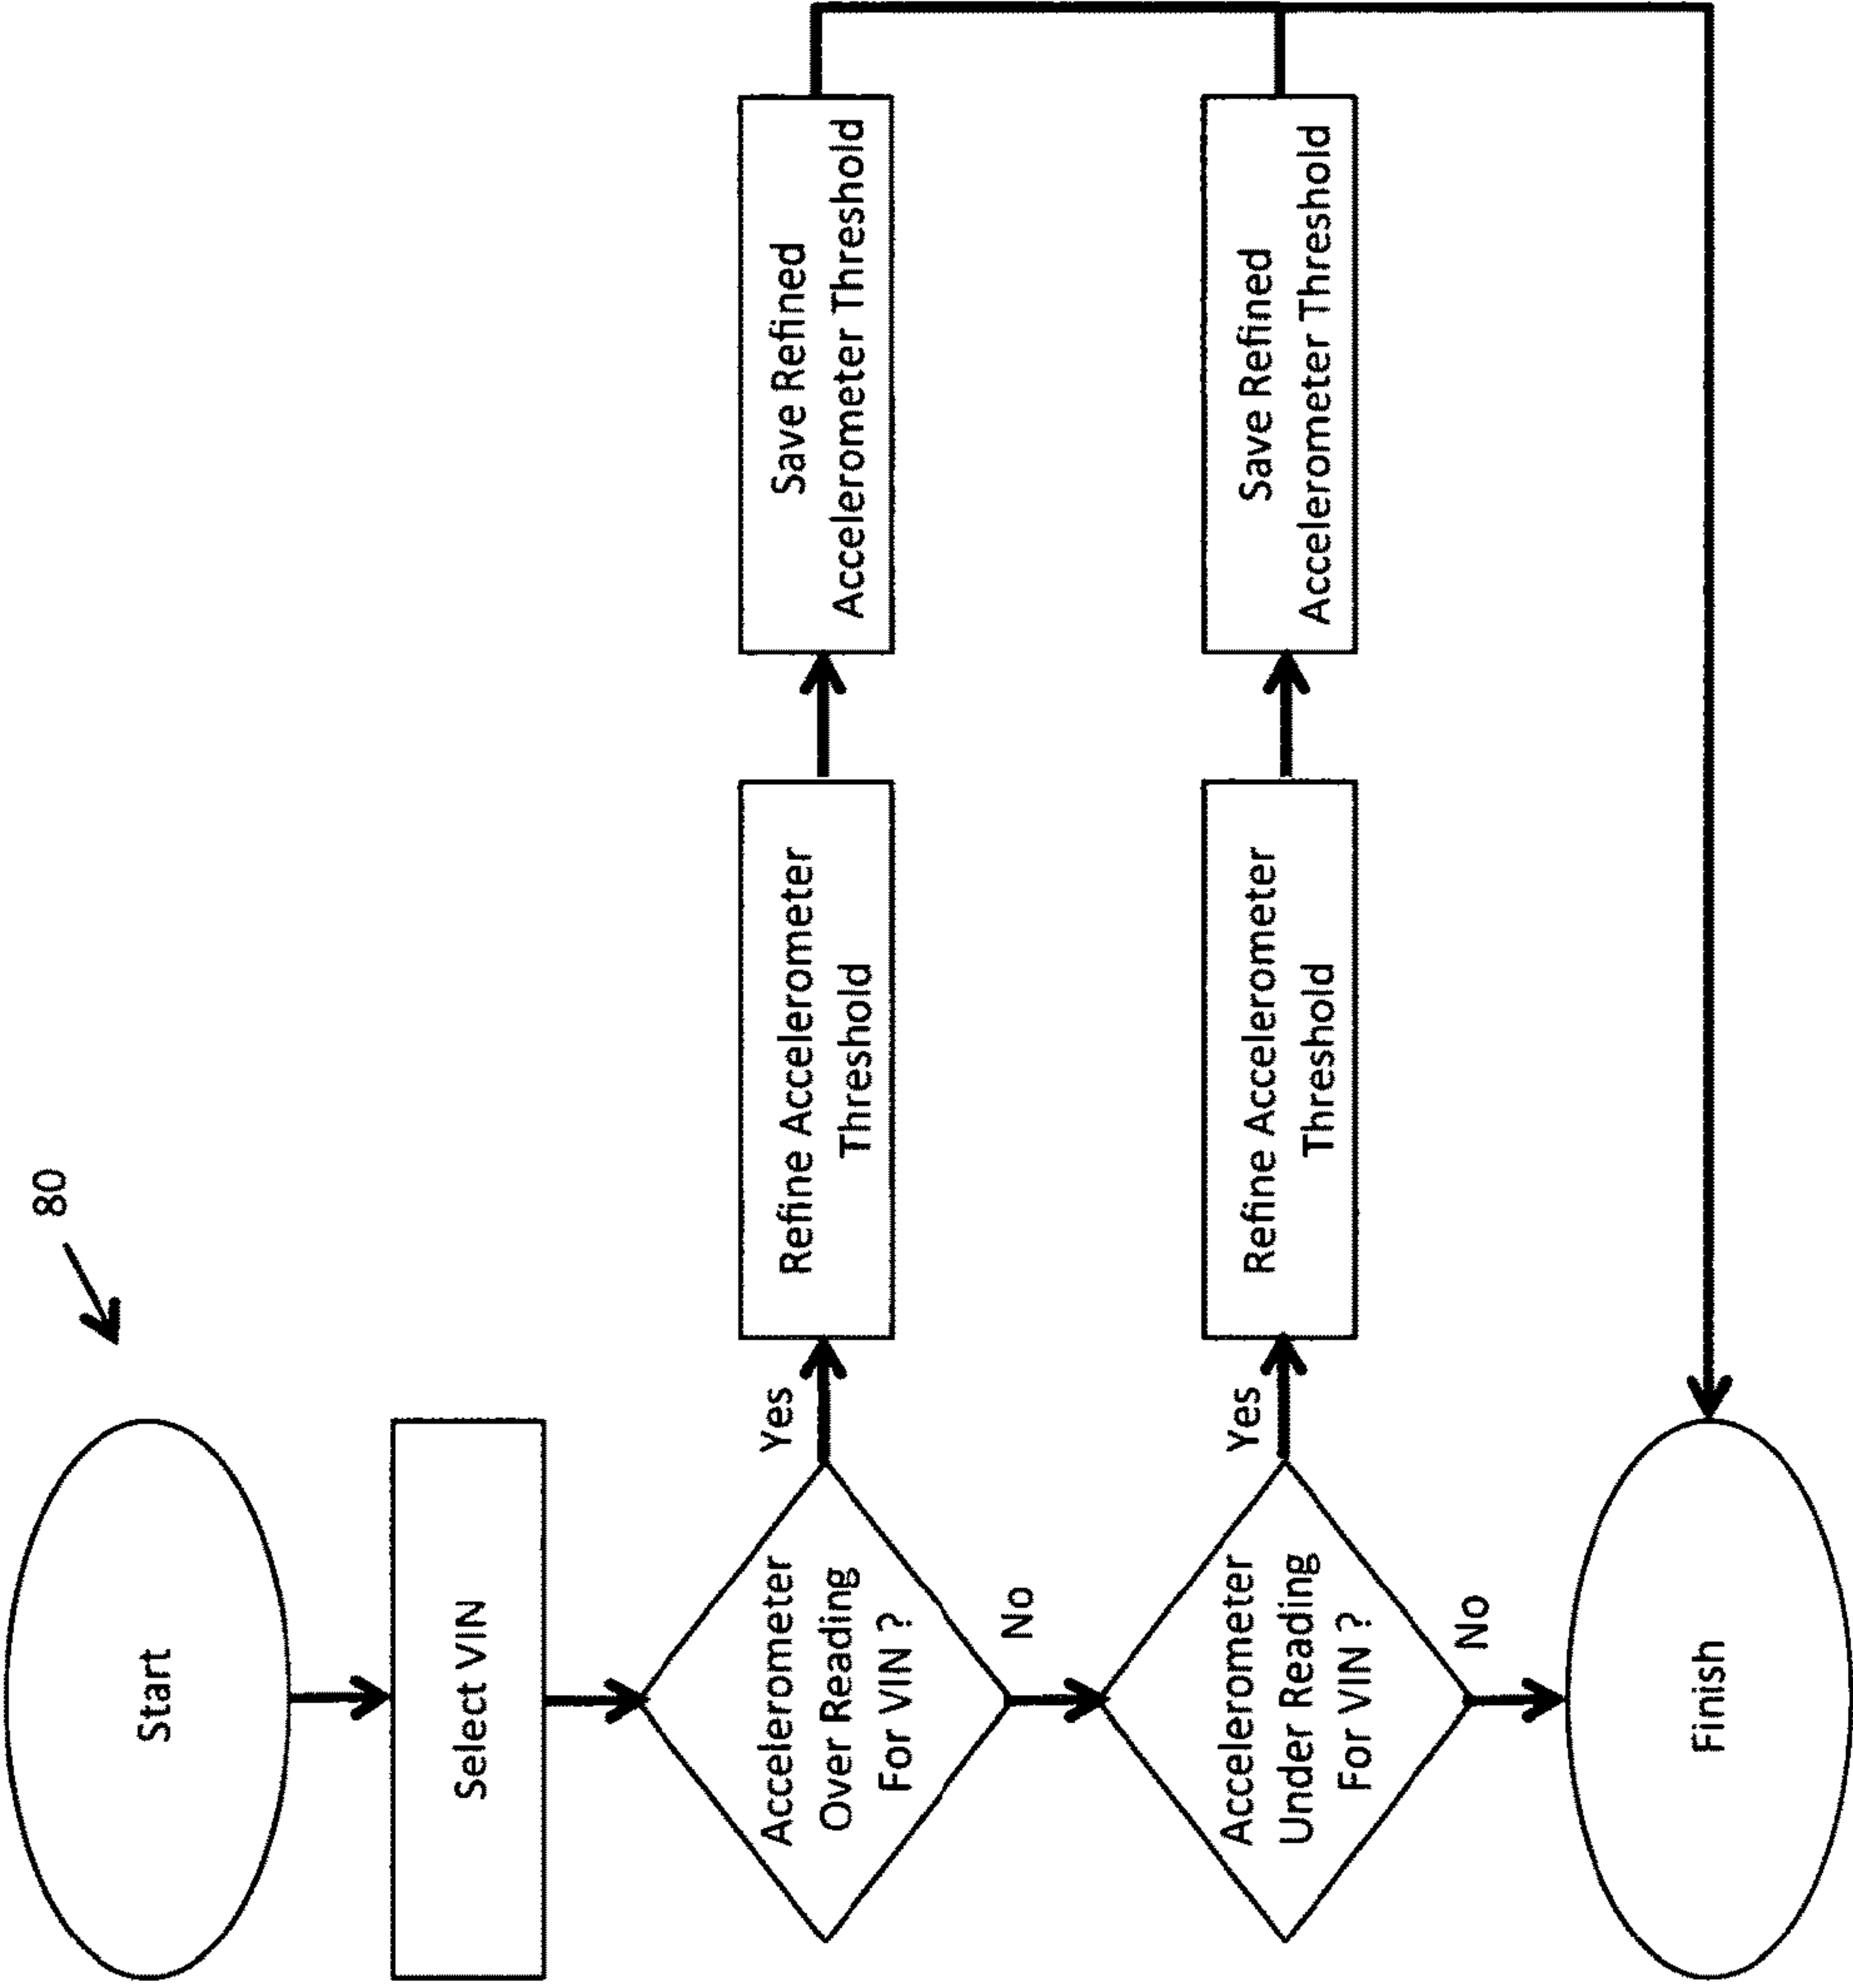 80
Start
Select VIN
Accelerometer
Over Reading
For VIN ?
Yes
Refine Accelerometer
Threshold
Save Refined
Accelerometer Threshold
No
Accelerometer
Under Reading
For VIN ?
Yes
Refine Accelerometer
Threshold
Save Refined
Accelerometer Threshold
No
Finish